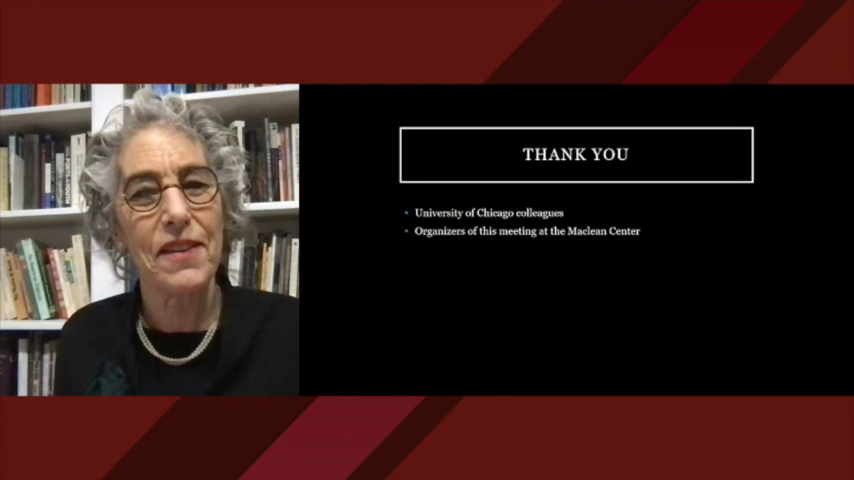 THANK YOU
University of Chicago colleagues
Organizers of this meeting at the Maclean Center